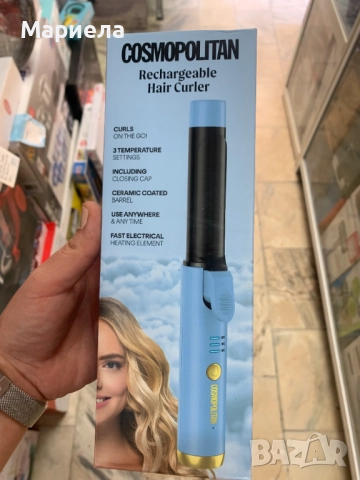 Мариела
COSMOPOLITAN
Rechargeable
Hair Curler
CURLS
ON THE GO!
3 TEMPERATURE
SETTINGS
INCLUDING
CLOSING CAP
CERAMIC COATED
BARREL
USE ANYWHERE
& ANY TIME
FAST ELECTRICAL
HEATING ELEMENT
COSMOPOLITAN
BAZAR
bg